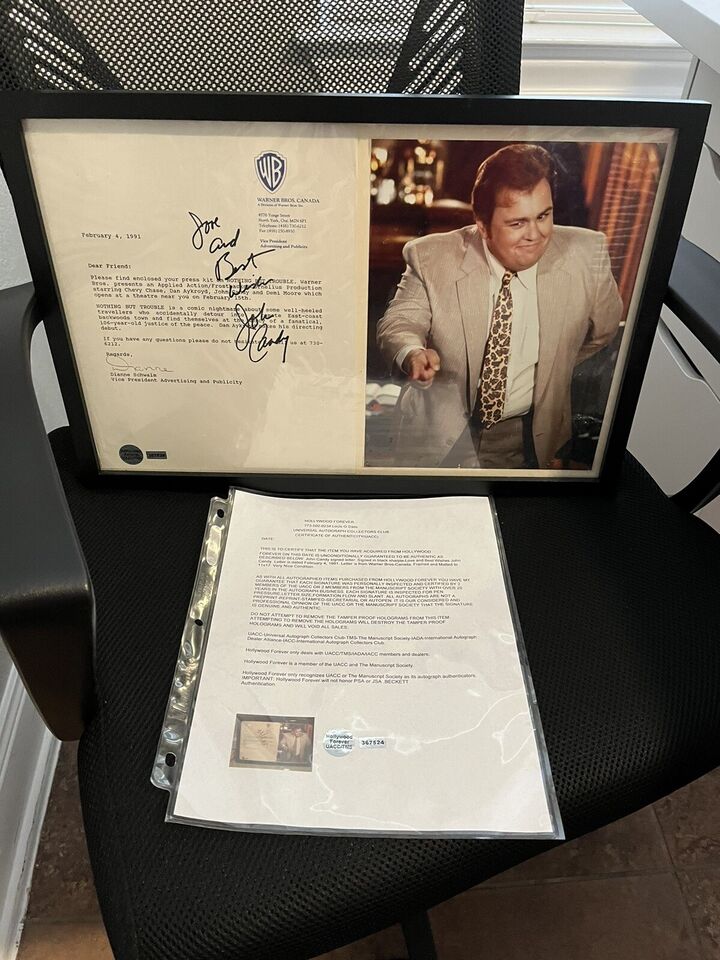 WB
WARNER BROS. CANADA
A Division of Warner Bros Inc
4576 Yonge Street
North York, Ont. M2N 6P1
Vice President
Advertising and Publicity
February 4, 1991
Love
and
Best
Wishes
John
Candy
Dear Friend:
Please find enclosed your press kit NOTHING BUT TROUBLE. Warner
Bros. presents an Applied Action/Frostbacks/Cornelius Production
starring Chevy Chase, Dan Aykroyd, John Candy and Demi Moore which
opens at a theatre near you on February 15th.
NOTHING BUT TROUBLE is a comic nightmare about some well-heeled
travellers who accidentally detour into East-coast
backwoods town and find themselves at the of a fanatical,
106-year-old justice of the peace. Dan Aykroyd makes his directing
debut.
If you have any questions please do not hesitate us at 730-
6212.
Regards,
Dianne
Dianne Schwalm
Vice President Advertising and Publicity
HOLLYWOOD FOREVER
UNIVERSAL AUTOGRAPH COLLECTORS CLUB
CERTIFICATE OF AUTHENTICITY(UACC)
DATE:
THIS IS TO CERTIFY THAT THE ITEM YOU HAVE ACQUIRED FROM HOLLYWOOD
FOREVER ON THIS DATE IS UNCONDITIONALLY GUARANTEED TO BE AUTHENTIC AS
DESCRIBED BELOW: John Candy signed letter. Signed in black sharpie Love and Best Wishes John
Candy. Letter is dated February 4, 1991. Letter is from Warner Bros-Canada. Framed and Matted to
11x17. Very Nice Condition.
AS WITH ALL AUTOGRAPHED ITEMS PURCHASED FROM HOLLYWOOD FOREVER YOU HAVE MY
GUARANTEE THAT EACH SIGNATURE WAS PERSONALLY INSPECTED AND CERTIFIED BY 2
MEMBERS OF THE UACC OR 2 MEMBERS FROM THE MANUSCRIPT SOCIETY WITH OVER 25
YEARS IN THE AUTOGRAPH BUSINESS. EACH SIGNATURE IS INSPECTED FOR PEN
PRESSURE LETTER SIZE/FORMATION FLOW AND SLANT. ALL AUTOGRAPHS ARE NOT A
PREPRINT REPRINT-STAMPED-SECRETARIAL OR AUTOPEN. IT IS OUR CONSIDERED AND
PROFESSIONAL OPINION OF THE UACC OR THE MANUSCRIPT SOCIETY THAT THE SIGNATURE
IS GENUINE AND AUTHENTIC.
DO NOT ATTEMPT TO REMOVE THE TAMPER PROOF HOLOGRAMS FROM THIS ITEM
ATTEMPTING TO REMOVE THE HOLOGRAMS WILL DESTROY THE TAMPER PROOF
HOLOGRAMS AND WILL VOID ALL SALES.
UACC-Universal Autograph Collectors Club-TMS-The Manuscript Society-IADA-International Autograph
Dealer Alliance-IACC-International Autograph Collectors Club.
Hollywood Forever only deals with UACC/TMS/IADA/IACC members and dealers.
Hollywood Forever is a member of the UACC and The Manuscript Society.
Hollywood Forever only recognizes UACC or The Manuscript Society as its autograph authenticators.
IMPORTANT: Hollywood Forever will not honor PSA or JSA .BECKETT
Authentication.
Hollywood
Forever
UACC/TMS
367524